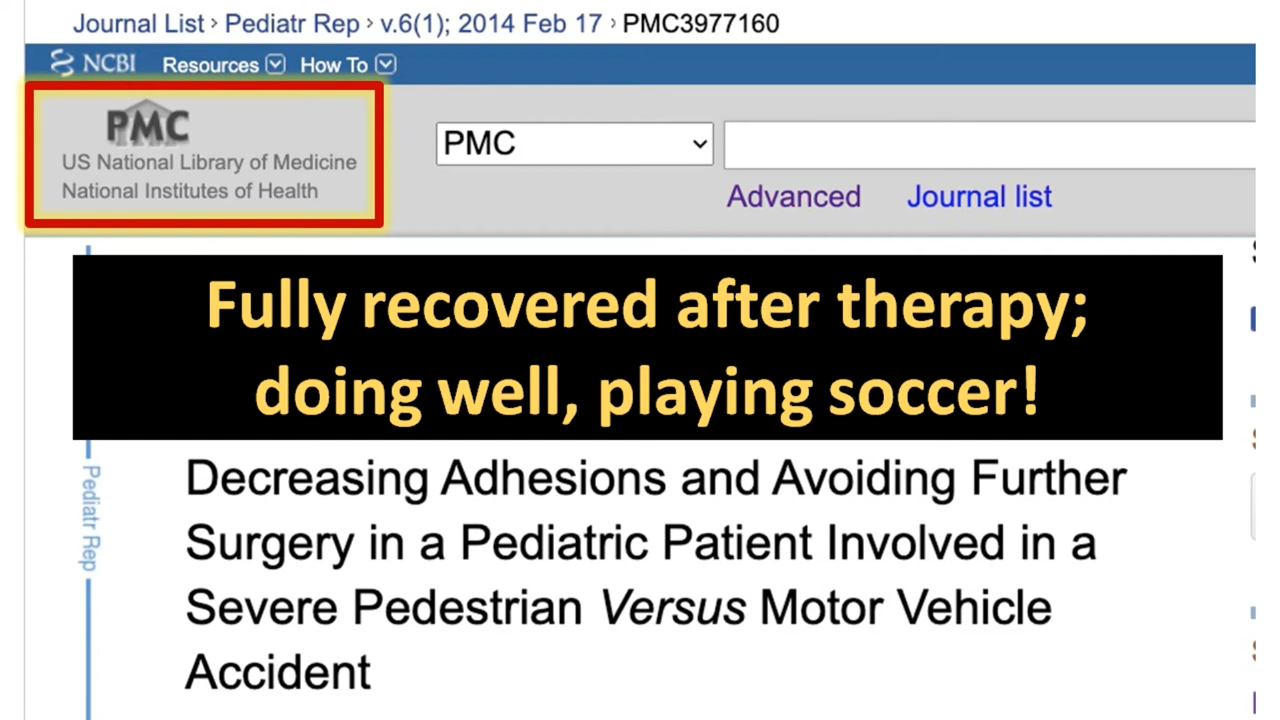 Journal List > Pediatr Rep > v.6(1); 2014 Feb 17 > PMC3977160
NCBI Resources How To
PMC
US National Library of Medicine
National Institutes of Health
PMC
Advanced Journal list
Fully recovered after therapy;
doing well, playing soccer!
Pediatr Rep
Decreasing Adhesions and Avoiding Further
Surgery in a Pediatric Patient Involved in a
Severe Pedestrian Versus Motor Vehicle
Accident